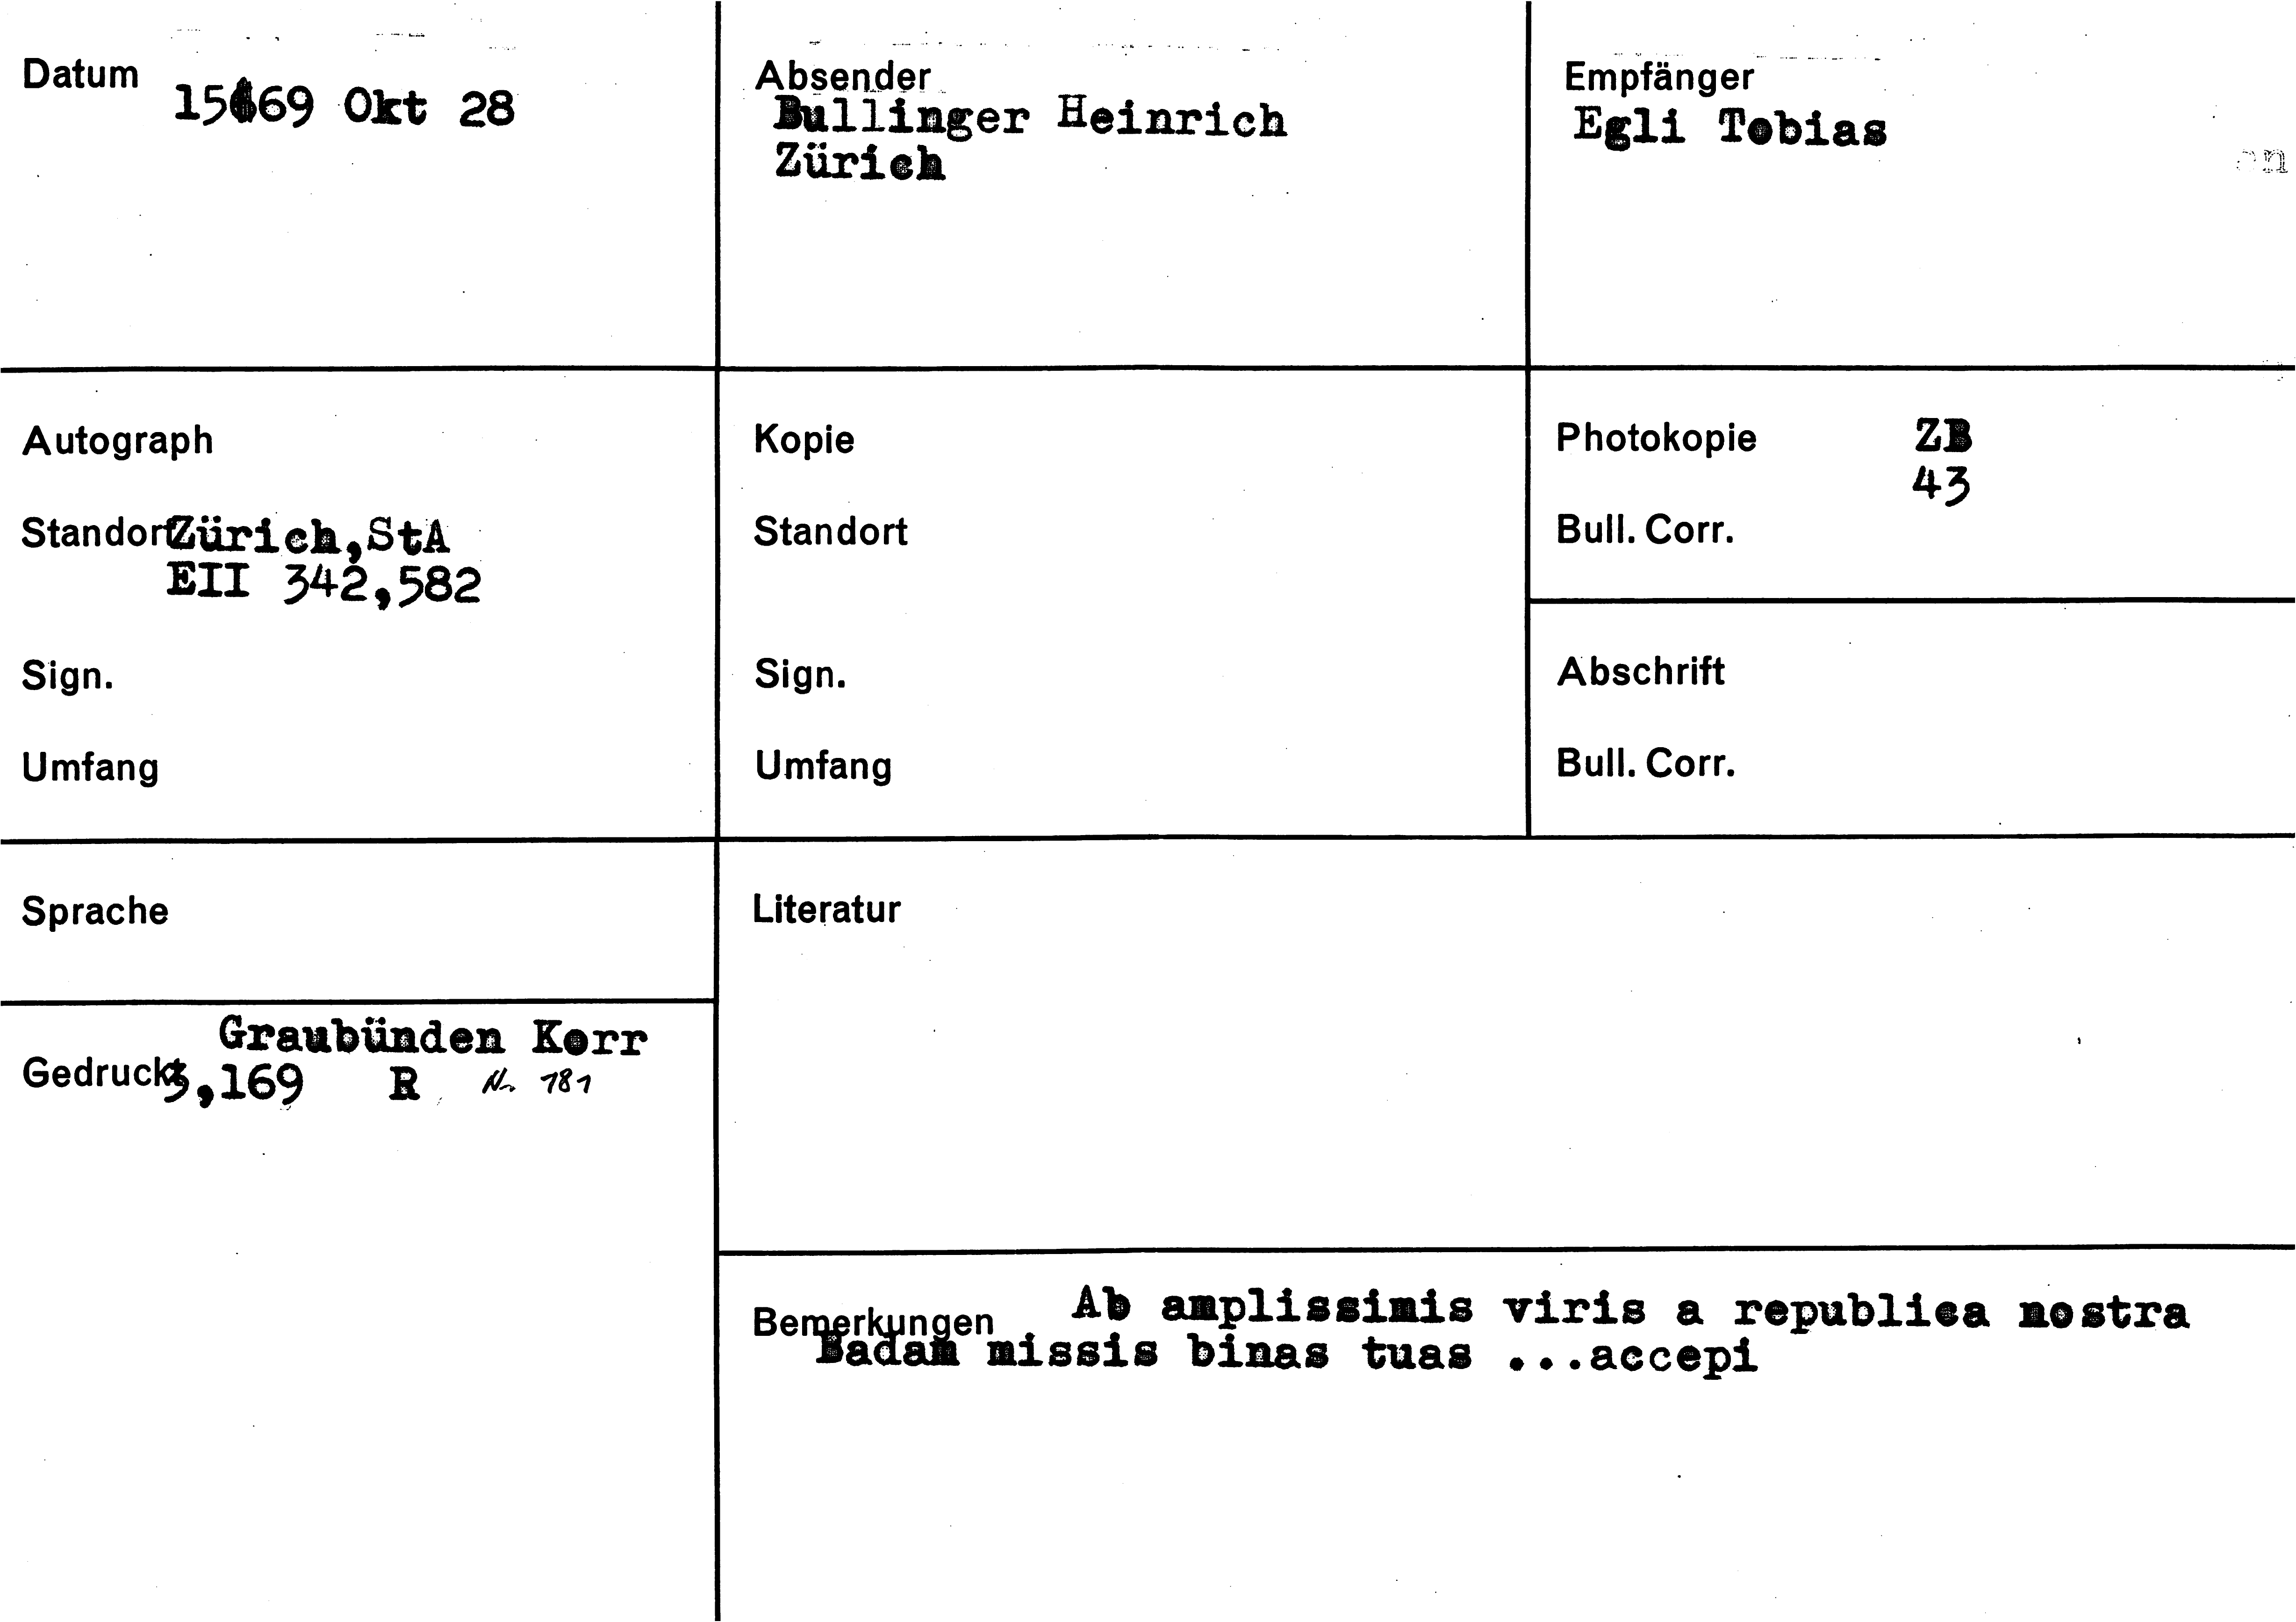 Datum
1569 Okt 28
Absender
Bullinger Heinrich
Zürich
Empfänger
Egli Tobias
Autograph
Standort Zürich,StA
EII 342,582
Sign.
Umfang
Kopie
Standort
Sign.
Umfang
Photokopie ZB
43
Bull. Corr.
Abschrift
Bull. Corr.
Sprache
Graubünden Korr
Gedruckt 3,169 R Nr. 181
Literatur
Bemerkungen Ab amplissimis viris a republica nostra
Badam missis binas tuas ...accepi